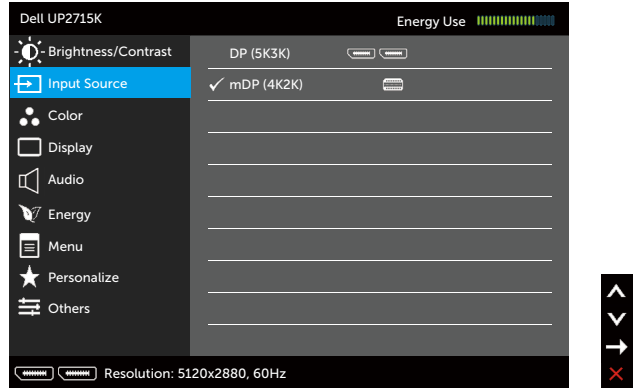 Dell UP2715K
Energy Use
Brightness/Contrast
DP (5K3K)
Input Source
mDP (4K2K)
Color
Display
Audio
Energy
Menu
Personalize
Others
Resolution: 5120x2880, 60Hz